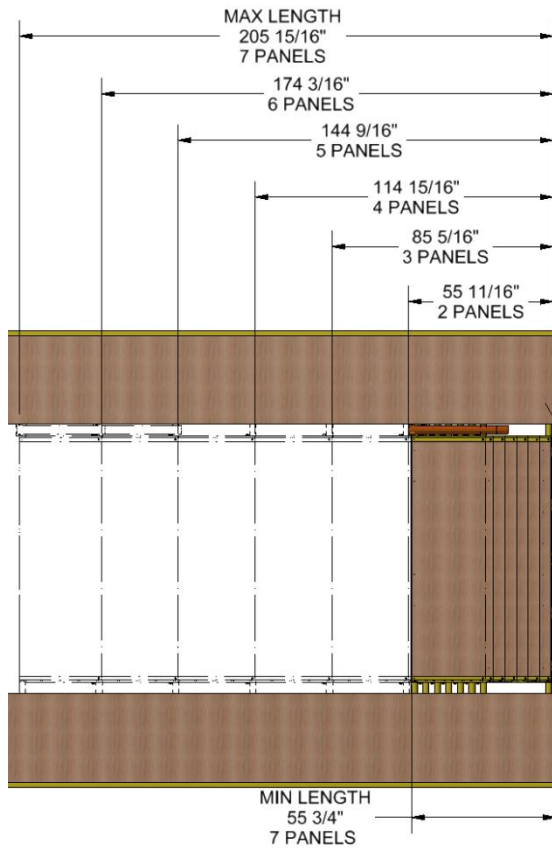 MAX LENGTH
205 15/16"
7 PANELS
174 3/16"
6 PANELS
144 9/16"
5 PANELS
114 15/16"
4 PANELS
85 5/16"
3 PANELS
55 11/16"
2 PANELS
MIN LENGTH
55 3/4"
7 PANELS